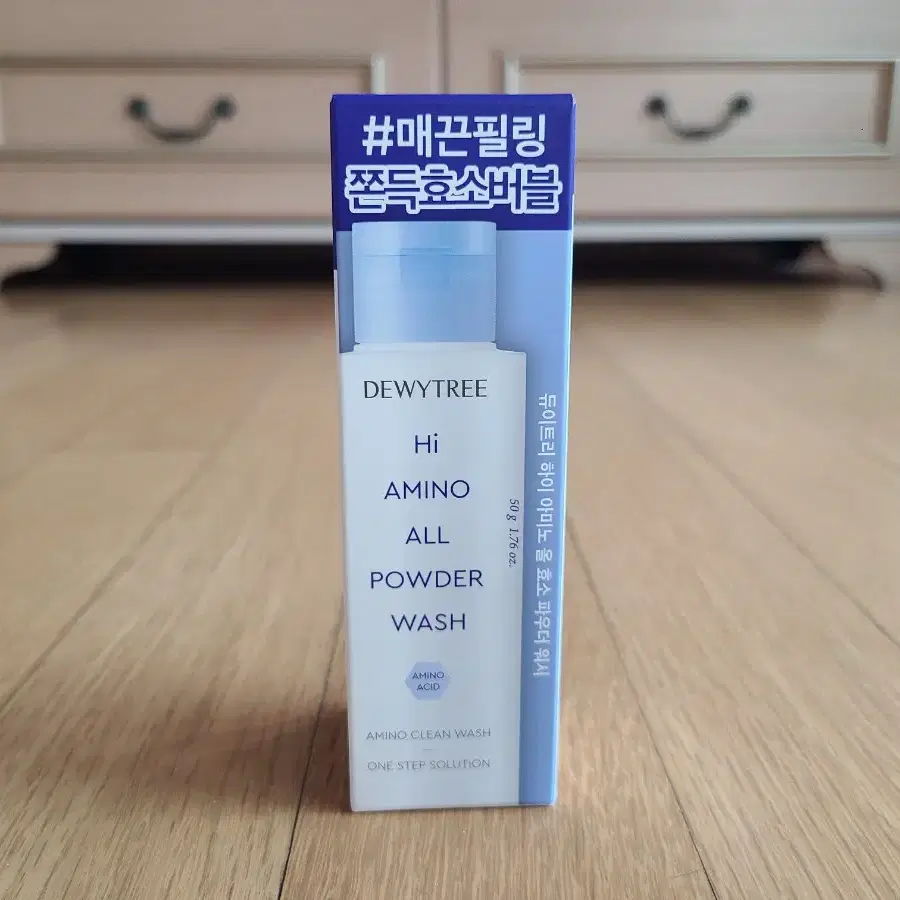 #매끈필링
쫀득효소버블
DEWYTREE
Hi
AMINO
ALL
POWDER
WASH
AMINO
ACID
AMINO CLEAN WASH
ONE STEP SOLUTION
50 g 1.76 oz.
듀이트리 하이 아미노 올 효소 파우더 워시